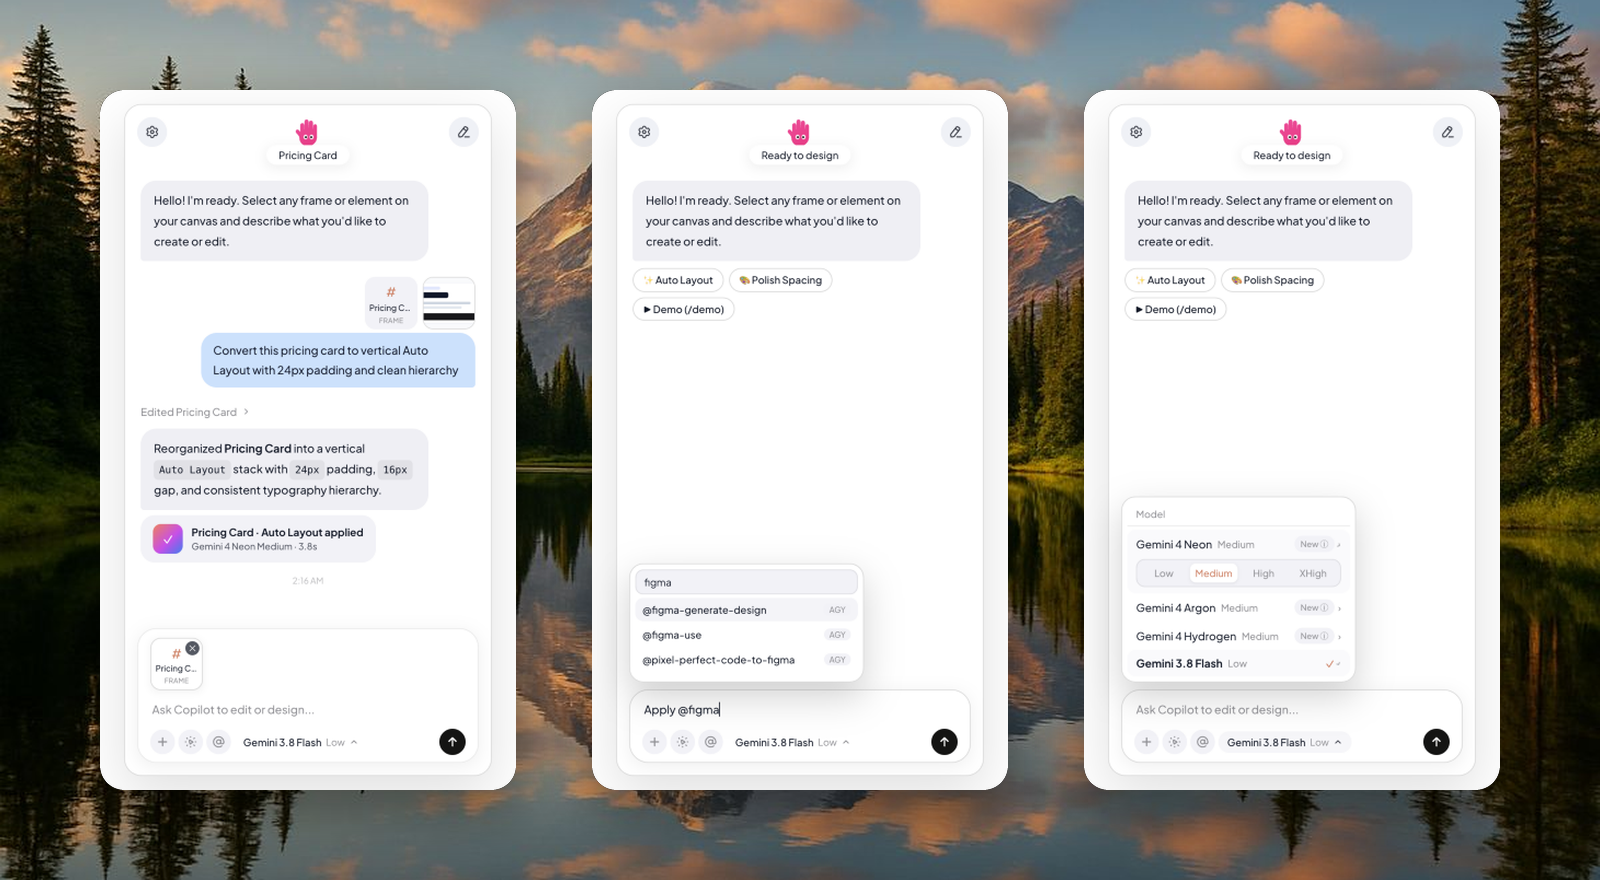 Pricing Card
Hello! I'm ready. Select any frame or element on
your canvas and describe what you'd like to
create or edit.
#
Pricing C...
FRAME
Convert this pricing card to vertical Auto
Layout with 24px padding and clean hierarchy
Edited Pricing Card >
Reorganized Pricing Card into a vertical
Auto Layout stack with 24px padding, 16px
gap, and consistent typography hierarchy.
Pricing Card · Auto Layout applied
Gemini 4 Neon Medium · 3.8s
2:16 AM
#
Pricing C...
FRAME
Ask Copilot to edit or design...
Gemini 3.8 Flash Low
Ready to design
Hello! I'm ready. Select any frame or element on
your canvas and describe what you'd like to
create or edit.
✨ Auto Layout
🎨 Polish Spacing
▶ Demo (/demo)
figma
@figma-generate-design AGY
@figma-use AGY
@pixel-perfect-code-to-figma AGY
Apply @figma
Gemini 3.8 Flash Low
Ready to design
Hello! I'm ready. Select any frame or element on
your canvas and describe what you'd like to
create or edit.
✨ Auto Layout
🎨 Polish Spacing
▶ Demo (/demo)
Model
Gemini 4 Neon Medium New ⓘ ›
Low Medium High XHigh
Gemini 4 Argon Medium New ⓘ ›
Gemini 4 Hydrogen Medium New ⓘ ›
Gemini 3.8 Flash Low ✓
Ask Copilot to edit or design...
Gemini 3.8 Flash Low